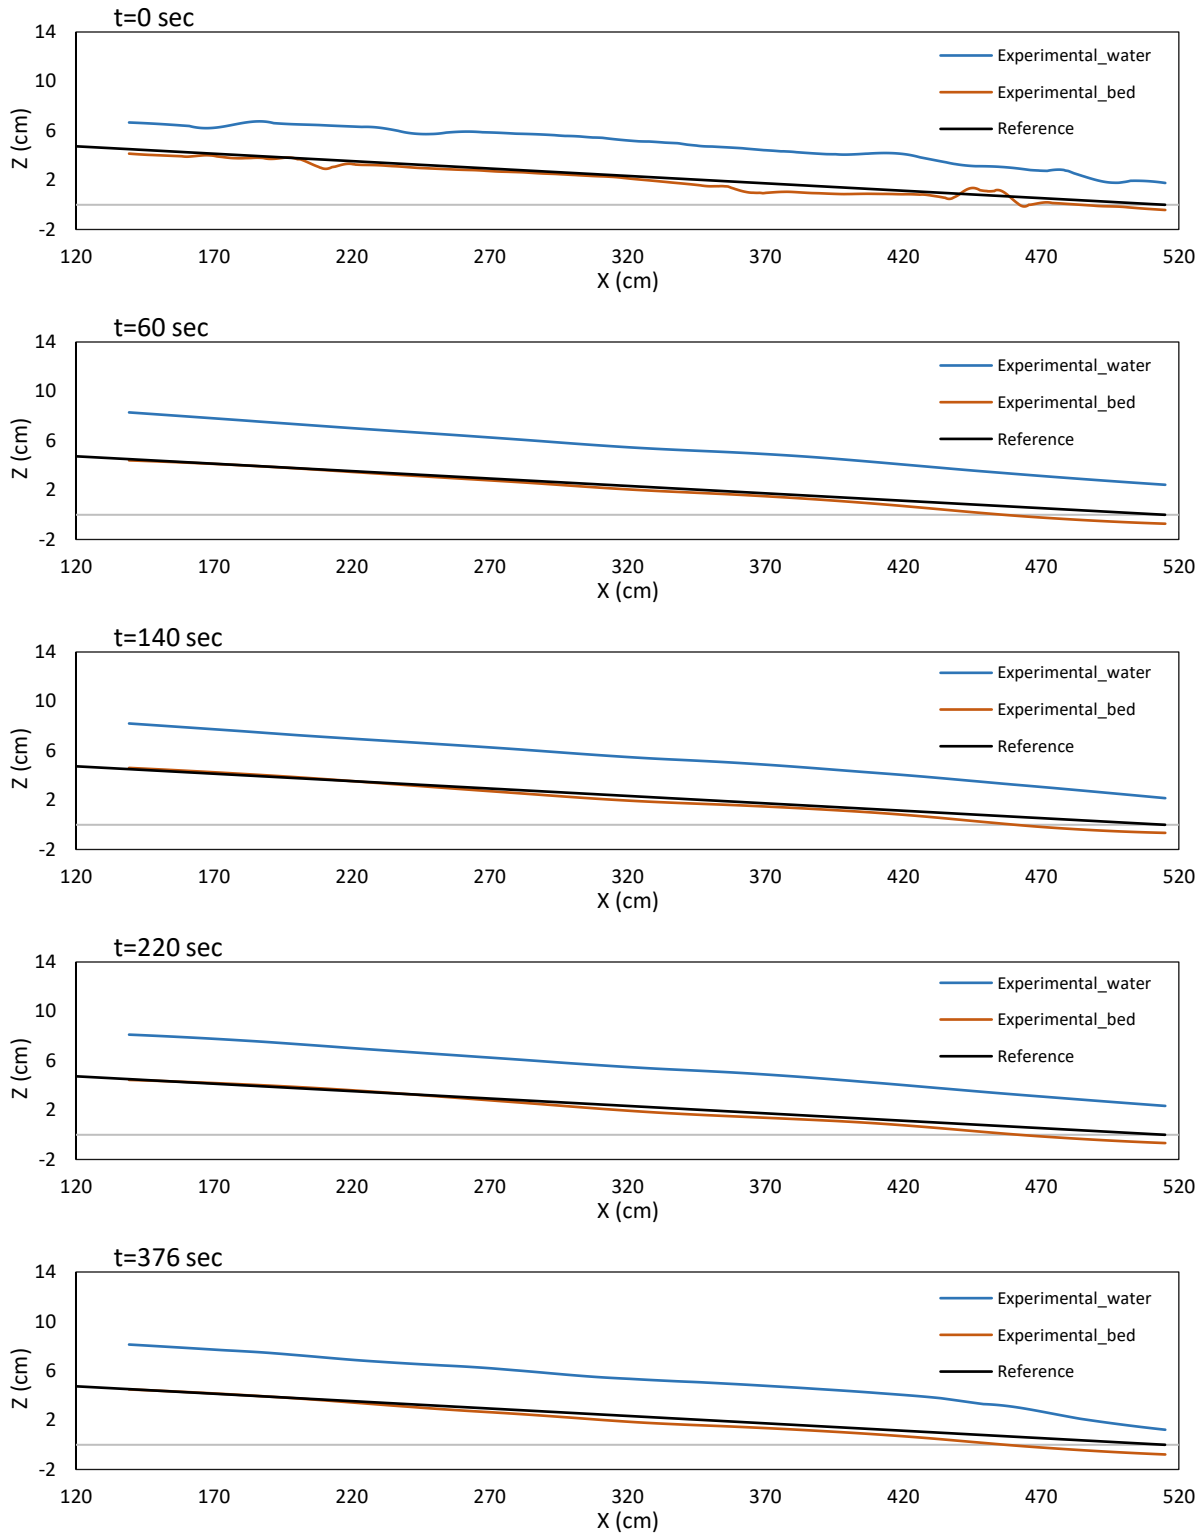 t=0 sec
14
10
6
2
-2
Z (cm)
Experimental_water
Experimental_bed
Reference
120 170 220 270 320 370 420 470 520
X (cm)
t=60 sec
14
10
6
2
-2
Z (cm)
Experimental_water
Experimental_bed
Reference
120 170 220 270 320 370 420 470 520
X (cm)
t=140 sec
14
10
6
2
-2
Z (cm)
Experimental_water
Experimental_bed
Reference
120 170 220 270 320 370 420 470 520
X (cm)
t=220 sec
14
10
6
2
-2
Z (cm)
Experimental_water
Experimental_bed
Reference
120 170 220 270 320 370 420 470 520
X (cm)
t=376 sec
14
10
6
2
-2
Z (cm)
Experimental_water
Experimental_bed
Reference
120 170 220 270 320 370 420 470 520
X (cm)